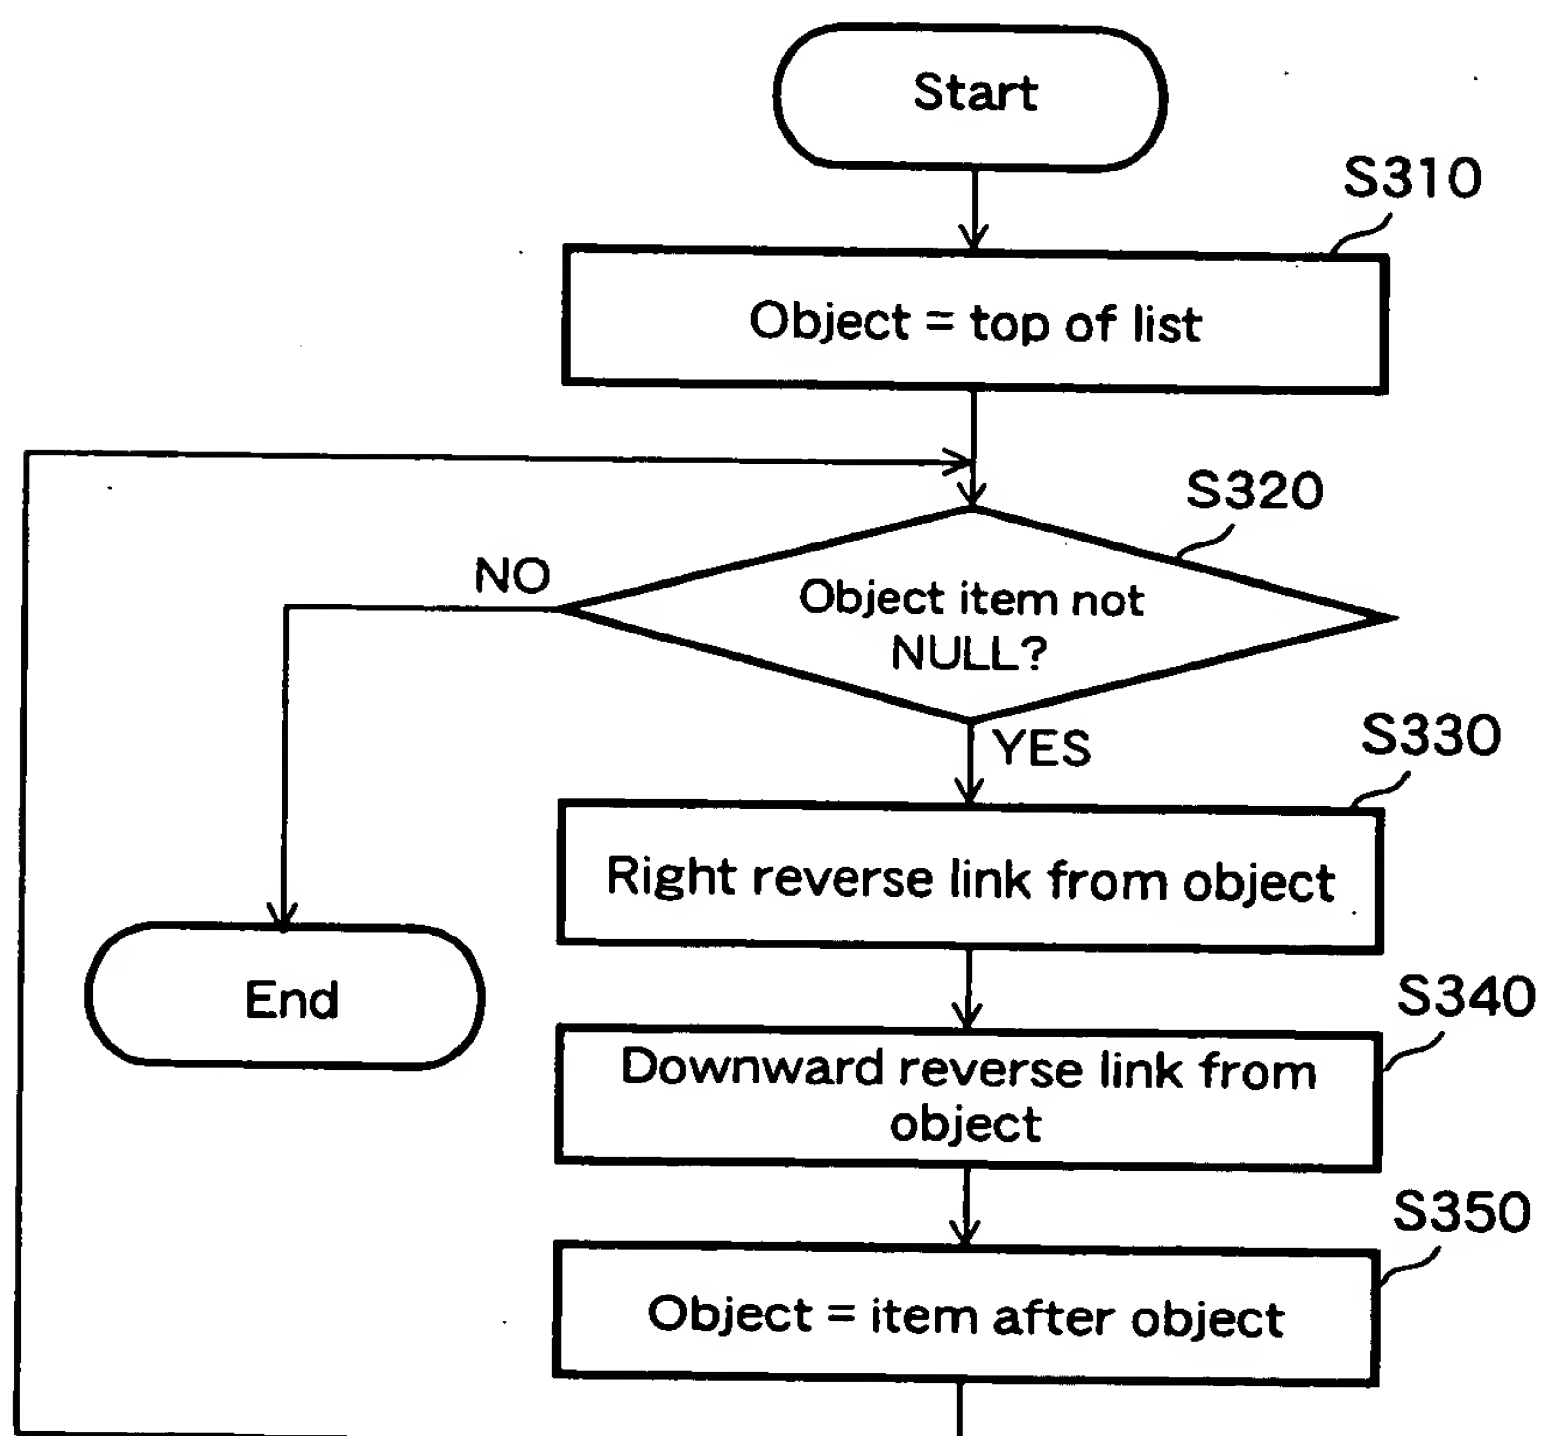 Start
S310
Object = top of list
S320
NO
Object item not
NULL?
YES
S330
Right reverse link from object
End
S340
Downward reverse link from
object
S350
Object = item after object